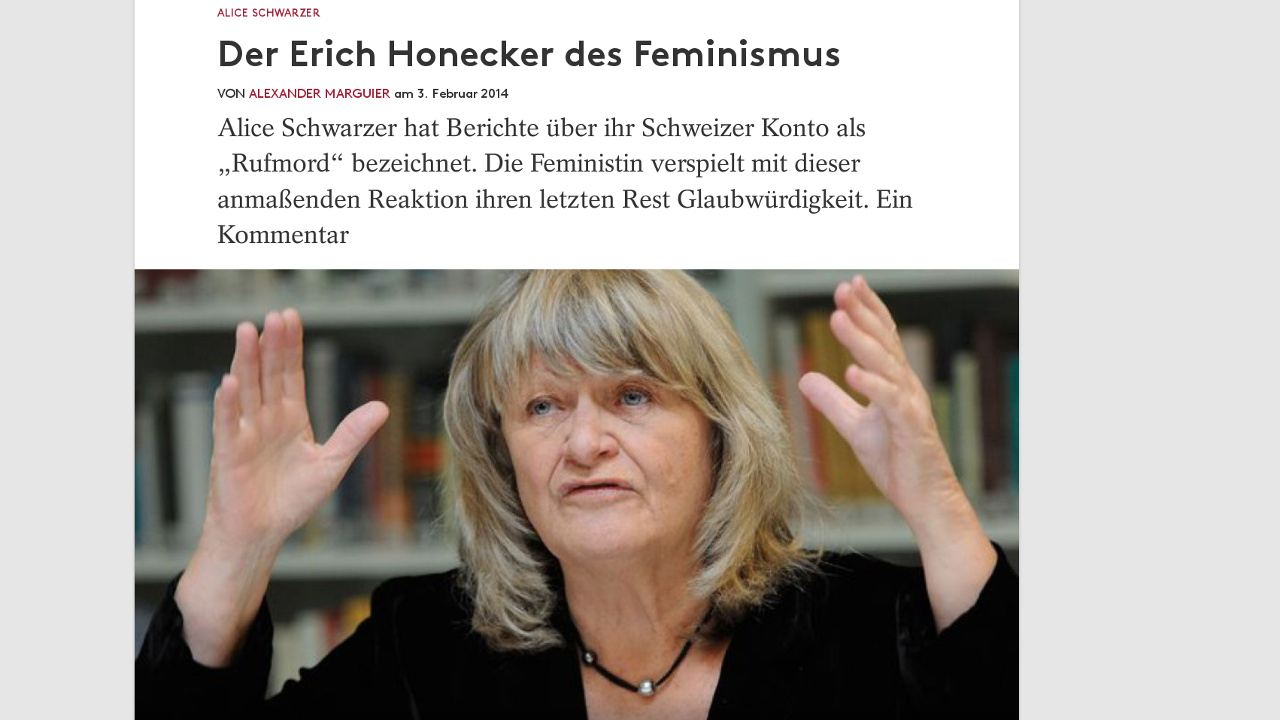 ALICE SCHWARZER
Der Erich Honecker des Feminismus
VON ALEXANDER MARGUIER am 3. Februar 2014
Alice Schwarzer hat Berichte über ihr Schweizer Konto als
„Rufmord“ bezeichnet. Die Feministin verspielt mit dieser
anmaßenden Reaktion ihren letzten Rest Glaubwürdigkeit. Ein
Kommentar